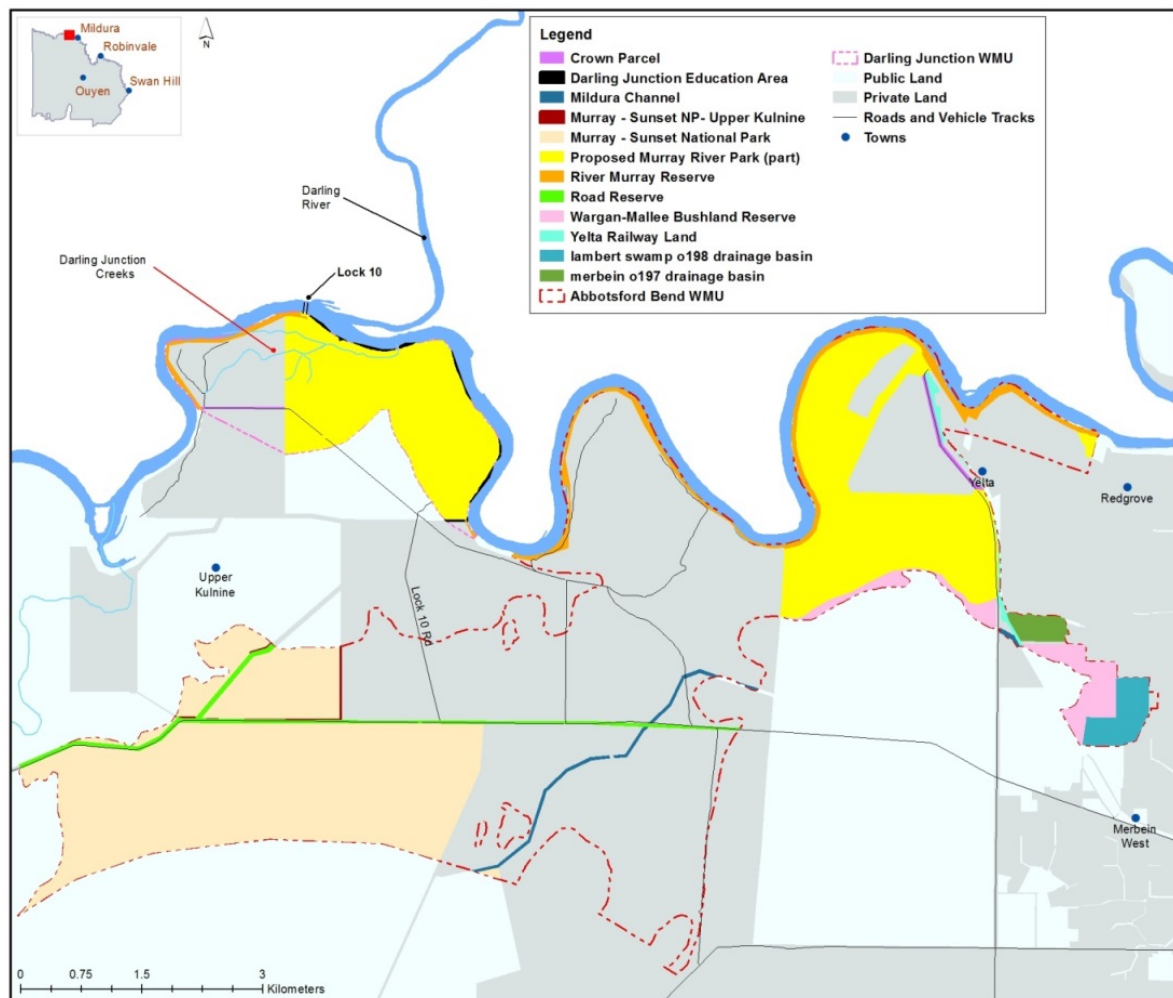 Mildura
Robinvale
Swan Hill
Ouyen
N
Legend
Crown Parcel
Darling Junction Education Area
Mildura Channel
Murray - Sunset NP- Upper Kulnine
Murray - Sunset National Park
Proposed Murray River Park (part)
River Murray Reserve
Road Reserve
Wargan-Mallee Bushland Reserve
Yelta Railway Land
lambert swamp o198 drainage basin
merbein o197 drainage basin
Abbotsford Bend WMU
Darling Junction WMU
Public Land
Private Land
Roads and Vehicle Tracks
Towns
Darling
River
Darling Junction
Creeks
Lock 10
Yelta
Redgrove
Upper
Kulnine
Lock 10 Rd
Merbein
West
0 0.75 1.5 3
Kilometers